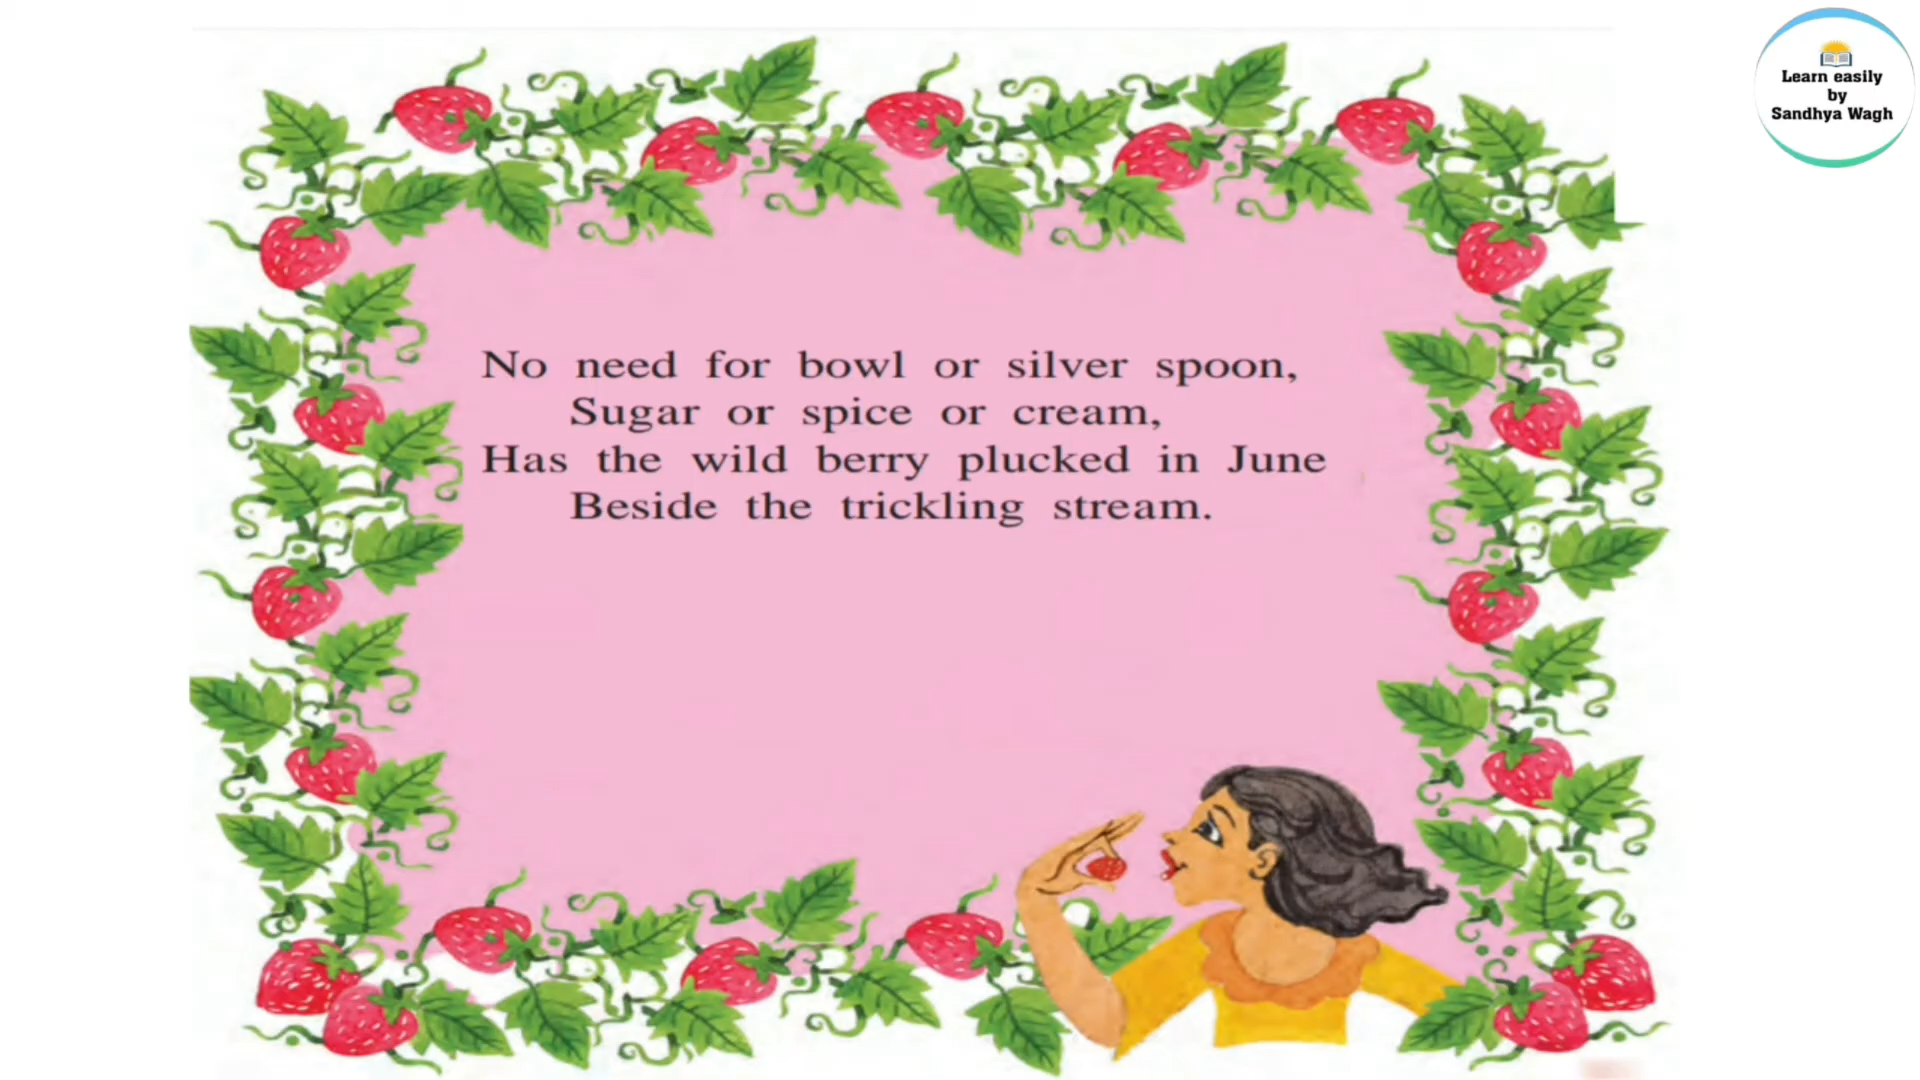 Learn easily
by
Sandhya Wagh
No need for bowl or silver spoon,
Sugar or spice or cream,
Has the wild berry plucked in June
Beside the trickling stream.